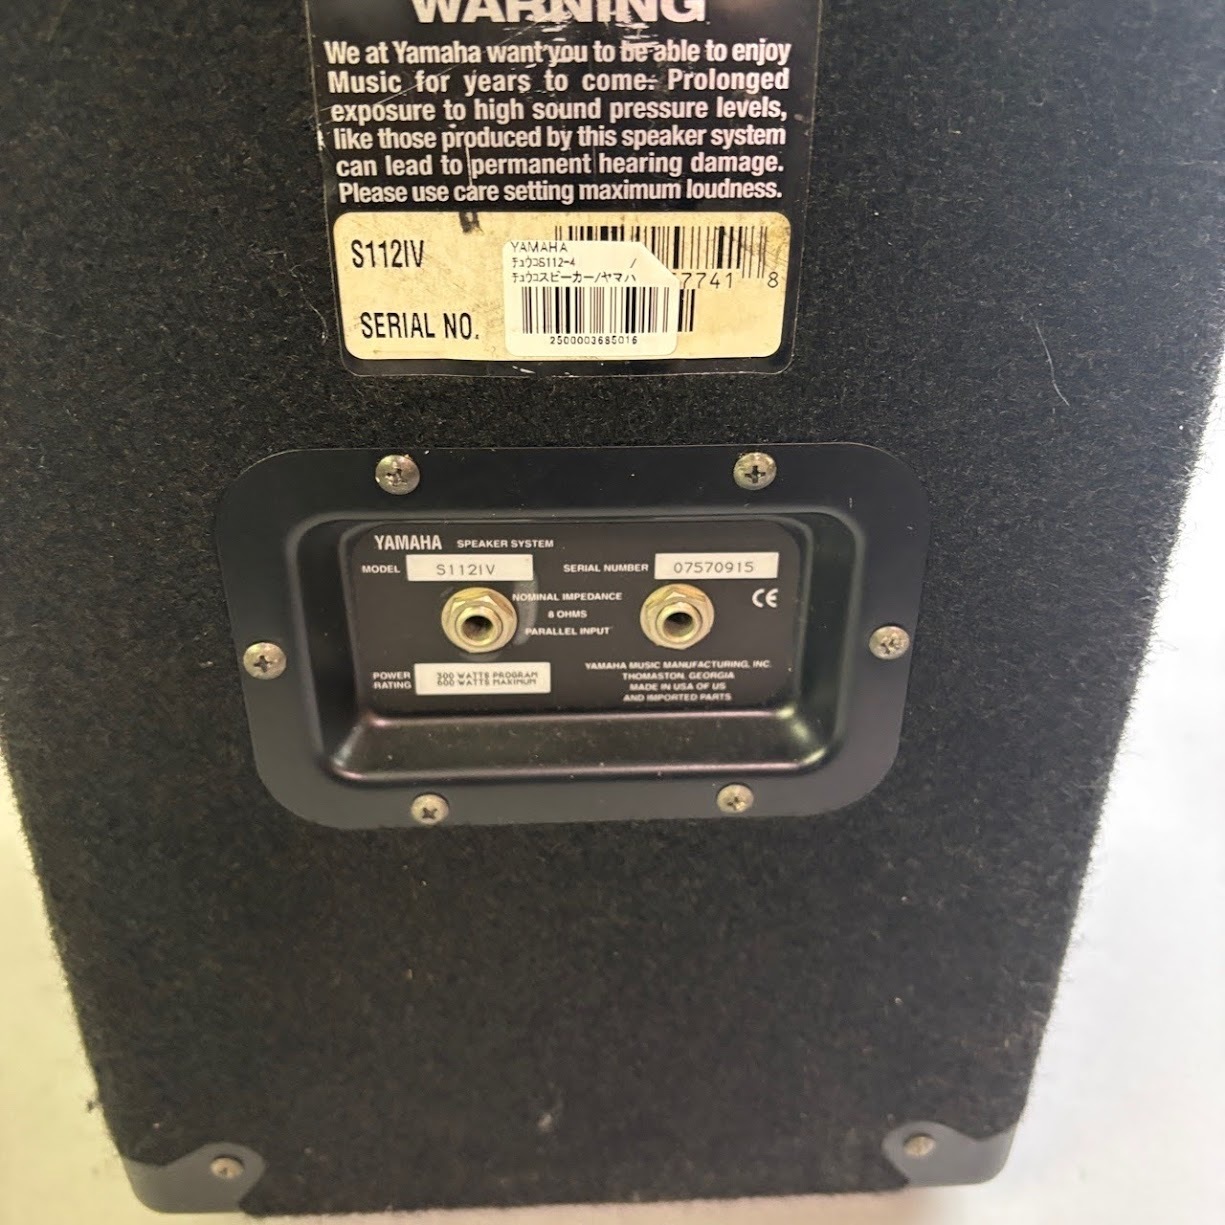 WARNING
We at Yamaha want you to be able to enjoy
Music for years to come. Prolonged
exposure to high sound pressure levels,
like those produced by this speaker system
can lead to permanent hearing damage.
Please use care setting maximum loudness.
S112IV
7741 8
SERIAL NO.
YAMAHA
ﾁｭｳｺS112-4 /
ﾁｭｳｺスピーカー/ヤマハ
2500003685016
YAMAHA SPEAKER SYSTEM
MODEL S112IV SERIAL NUMBER 07570915
NOMINAL IMPEDANCE
8 OHMS
PARALLEL INPUT
CE
POWER
RATING
300 WATTS PROGRAM
600 WATTS MAXIMUM
YAMAHA MUSIC MANUFACTURING, INC.
THOMASTON, GEORGIA
MADE IN USA OF US
AND IMPORTED PARTS